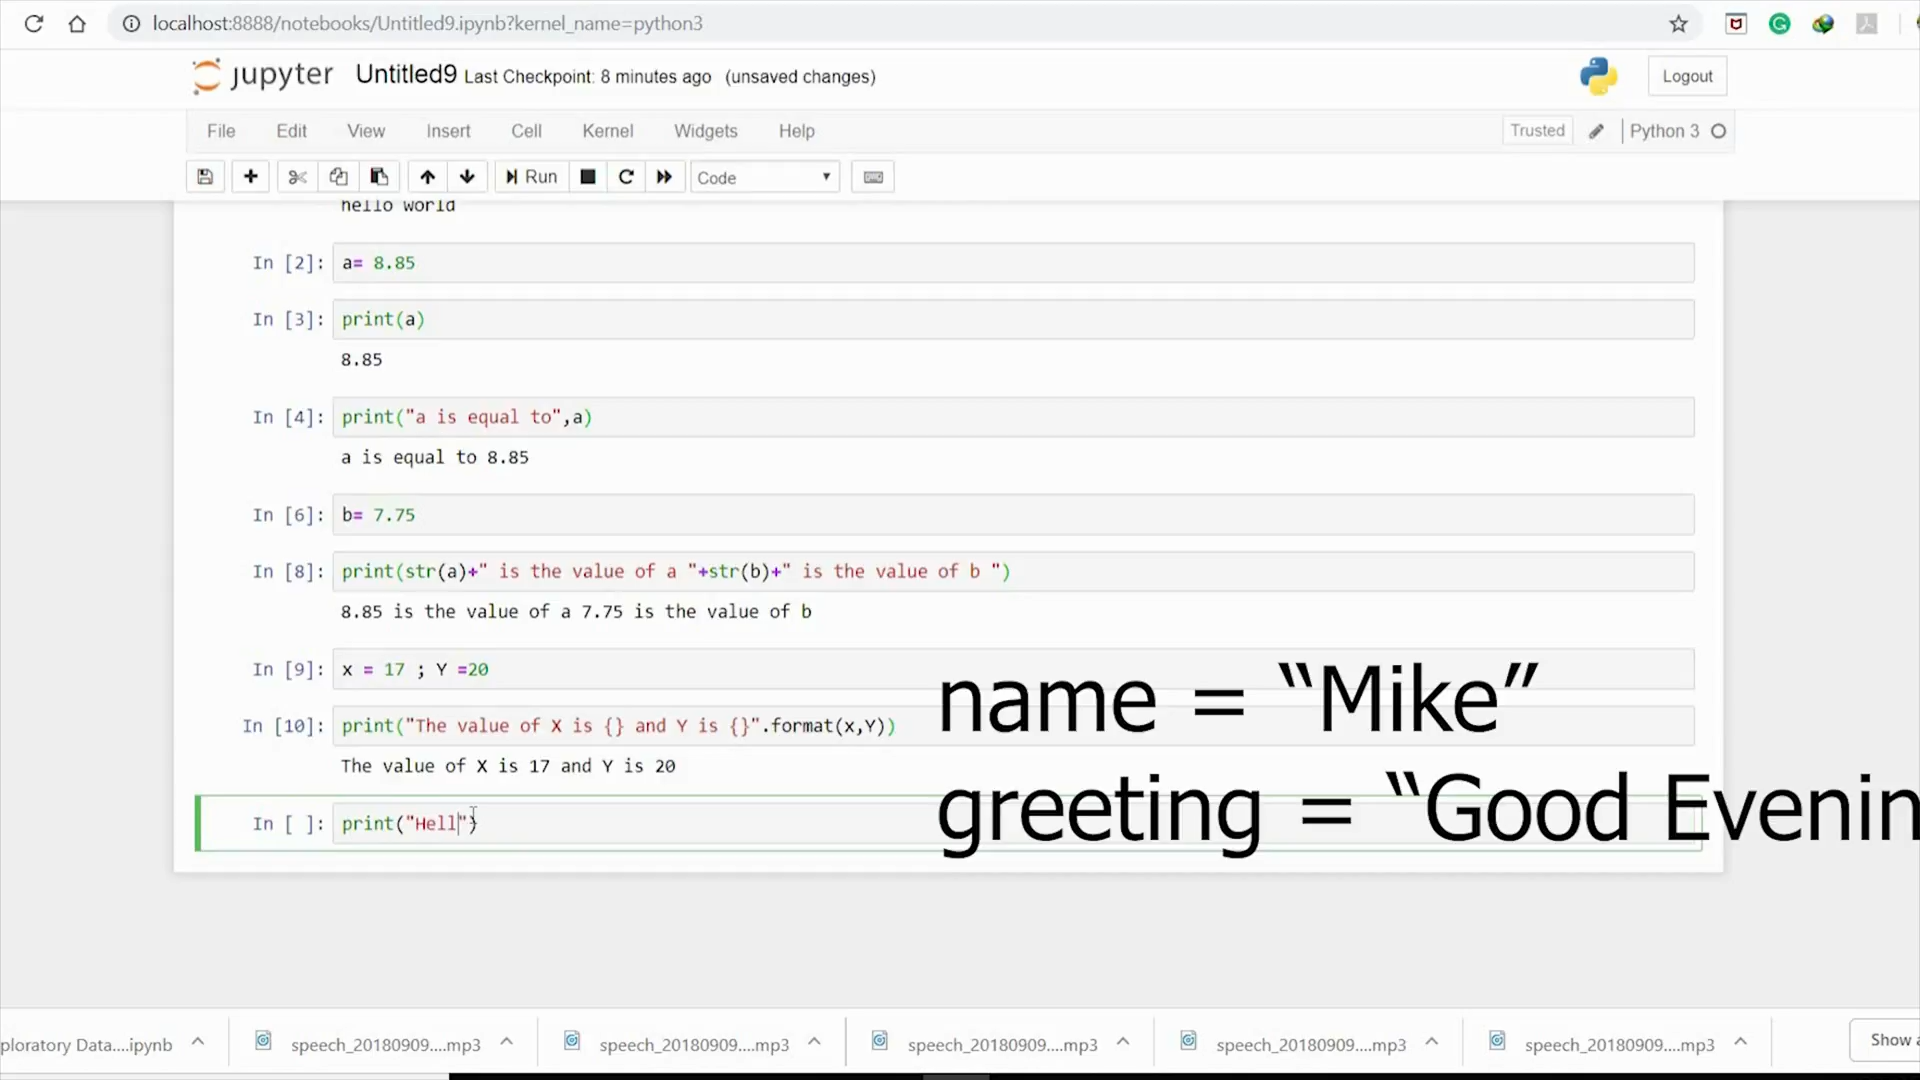 localhost:8888/notebooks/Untitled9.ipynb?kernel_name=python3
jupyter Untitled9 Last Checkpoint: 8 minutes ago (unsaved changes)
Logout
File Edit View Insert Cell Kernel Widgets Help
Trusted Python 3
Run Code
hello world
In [2]: a= 8.85
In [3]: print(a)
8.85
In [4]: print("a is equal to",a)
a is equal to 8.85
In [6]: b= 7.75
In [8]: print(str(a)+" is the value of a "+str(b)+" is the value of b ")
8.85 is the value of a 7.75 is the value of b
In [9]: x = 17 ; Y =20
In [10]: print("The value of X is {} and Y is {}".format(x,Y))
The value of X is 17 and Y is 20
name = “Mike”
greeting = “Good Evenin
In [ ]: print("Hell")
ploratory Data....ipynb speech_20180909....mp3 speech_20180909....mp3 speech_20180909....mp3 speech_20180909....mp3 speech_20180909....mp3 Show a